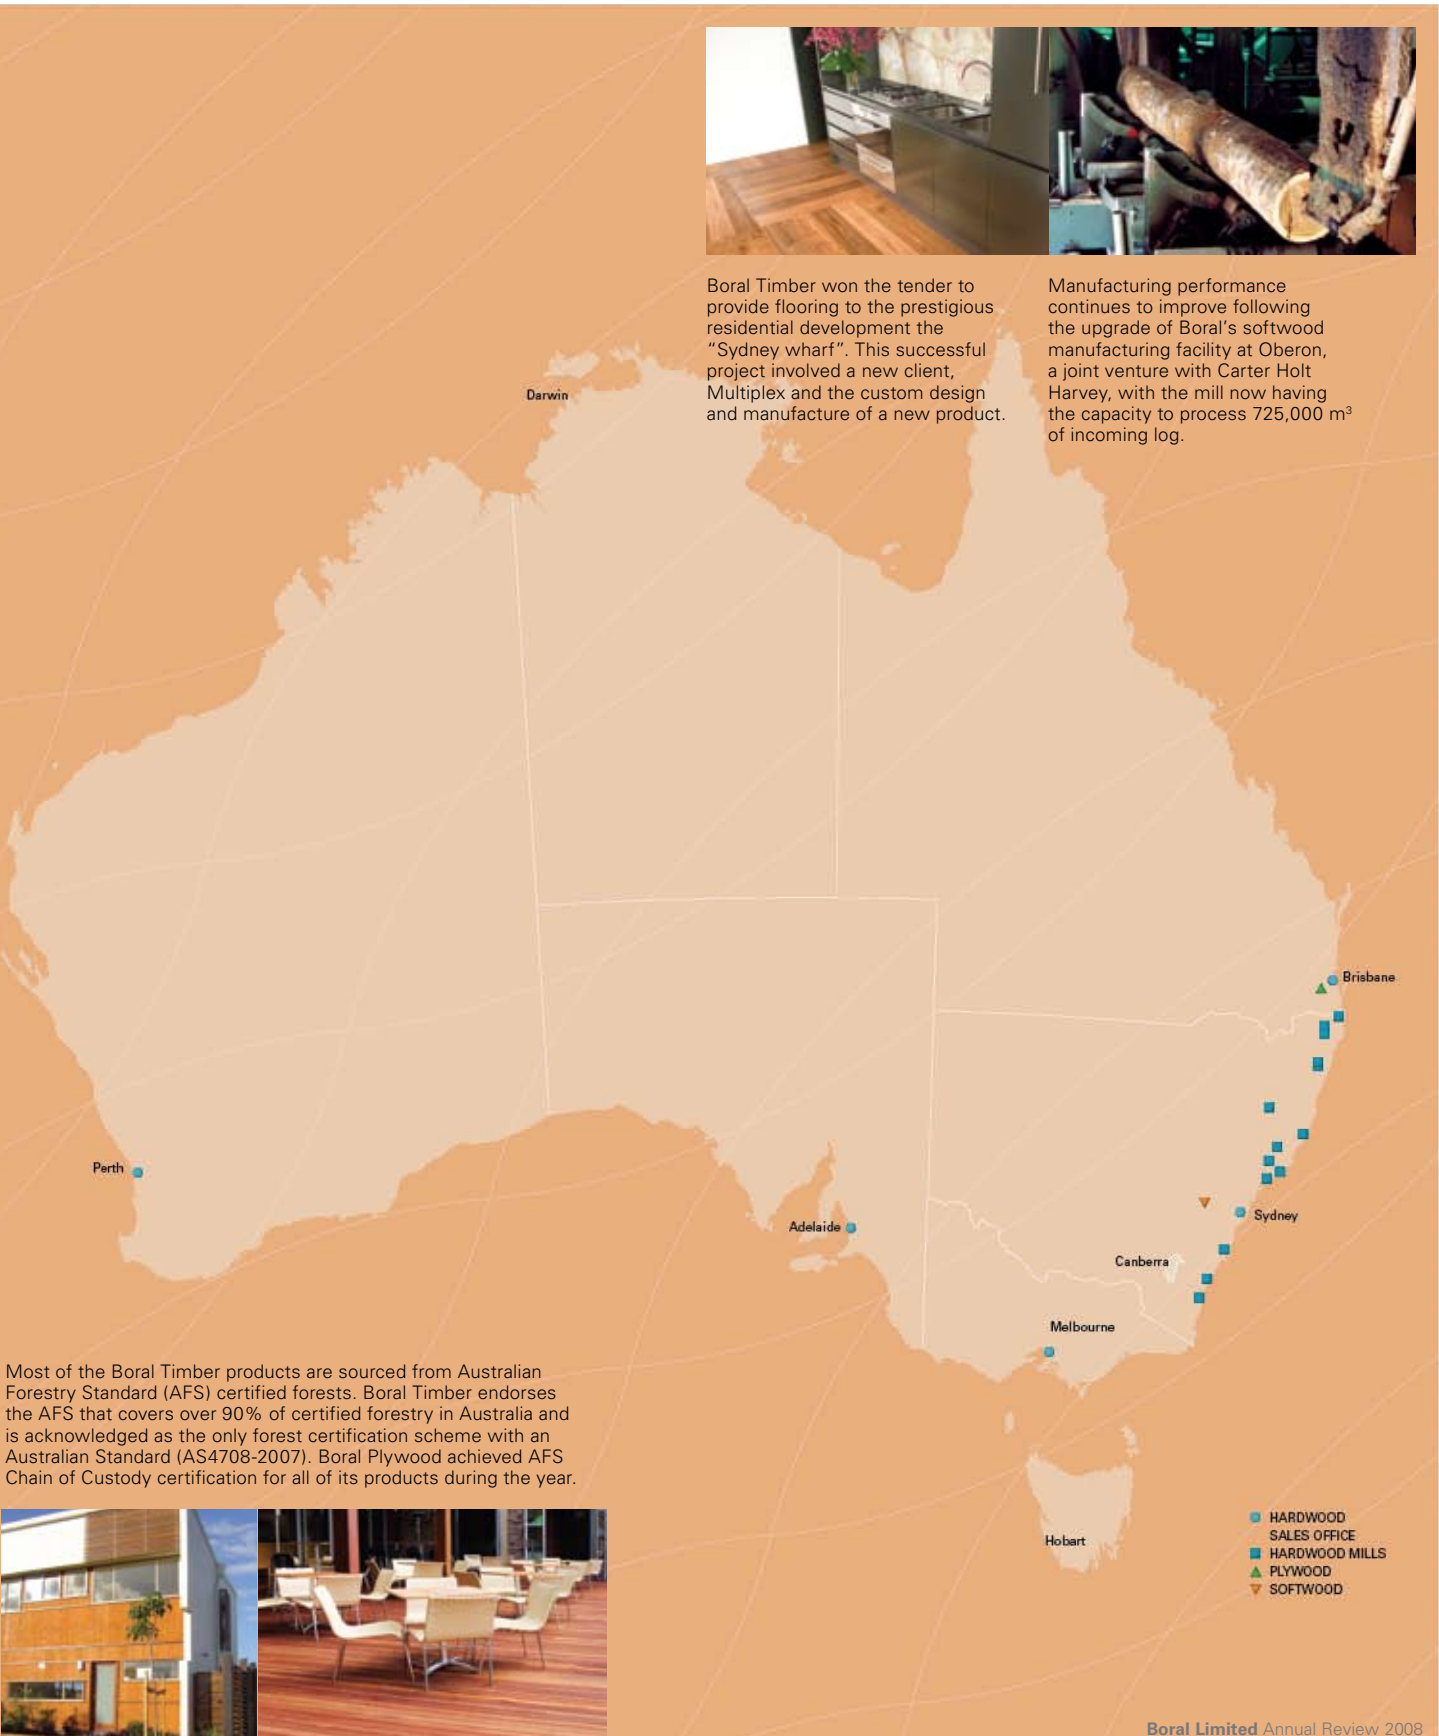 Boral Timber won the tender to
provide flooring to the prestigious
residential development the
“Sydney wharf”. This successful
project involved a new client,
Multiplex and the custom design
and manufacture of a new product.
Manufacturing performance
continues to improve following
the upgrade of Boral’s softwood
manufacturing facility at Oberon,
a joint venture with Carter Holt
Harvey, with the mill now having
the capacity to process 725,000 m³
of incoming log.
Darwin
Brisbane
Perth
Adelaide
Sydney
Canberra
Melbourne
Hobart
Most of the Boral Timber products are sourced from Australian
Forestry Standard (AFS) certified forests. Boral Timber endorses
the AFS that covers over 90% of certified forestry in Australia and
is acknowledged as the only forest certification scheme with an
Australian Standard (AS4708-2007). Boral Plywood achieved AFS
Chain of Custody certification for all of its products during the year.
HARDWOOD
SALES OFFICE
HARDWOOD MILLS
PLYWOOD
SOFTWOOD
Boral Limited Annual Review 2008